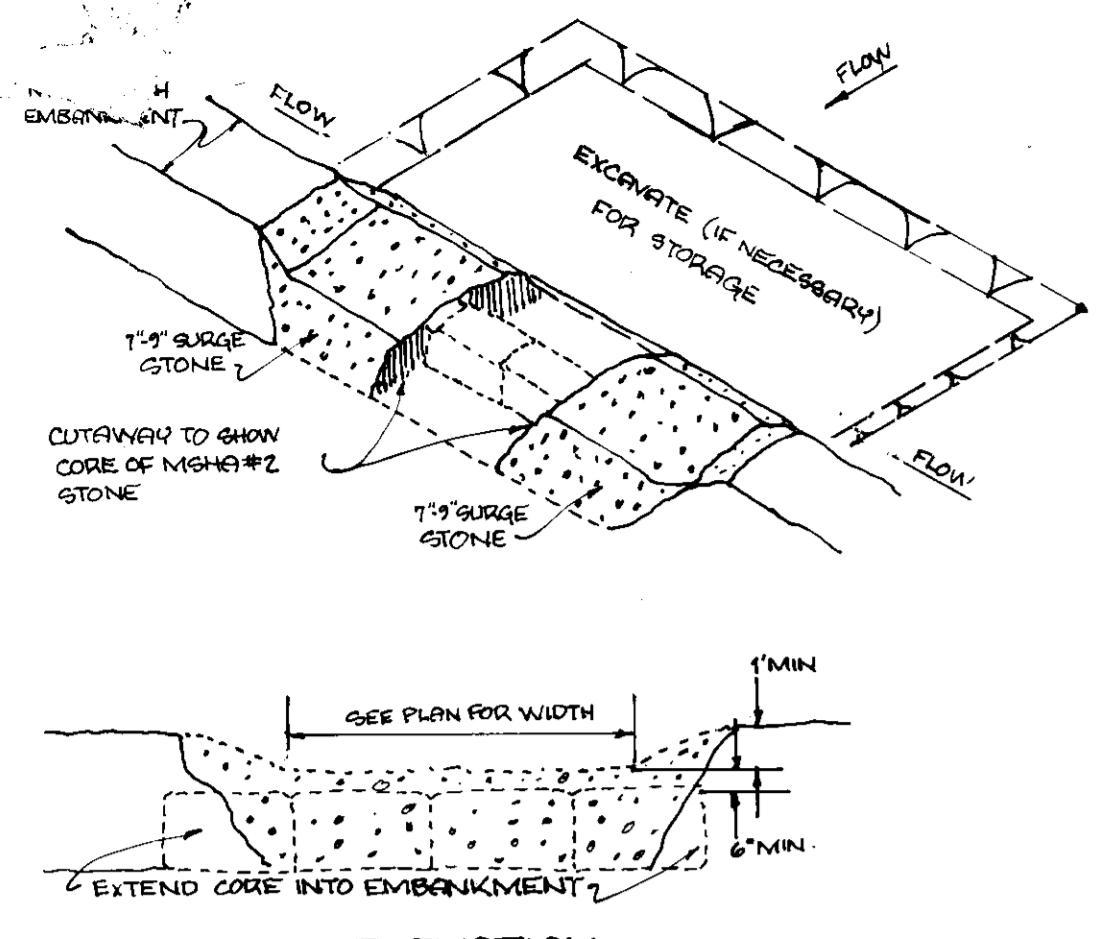 EMBANKMENT
FLOW
FLOW
EXCAVATE (IF NECESSARY)
FOR STORAGE
7"-9" SURGE
STONE
CUTAWAY TO SHOW
CORE OF MSHA #2
STONE
7"-9" SURGE
STONE
FLOW
1' MIN
SEE PLAN FOR WIDTH
6" MIN.
EXTEND CORE INTO EMBANKMENT